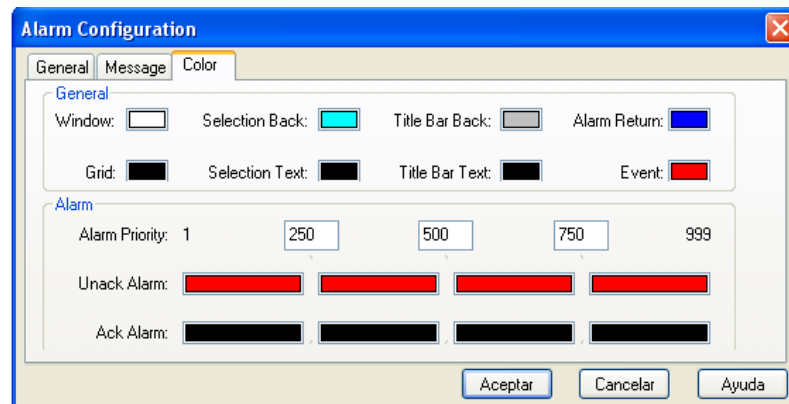 Alarm Configuration
General Message Color
General
Window: Selection Back: Title Bar Back: Alarm Return:
Grid: Selection Text: Title Bar Text: Event:
Alarm
Alarm Priority: 1 250 500 750 999
Unack Alarm:
Ack Alarm:
Aceptar Cancelar Ayuda